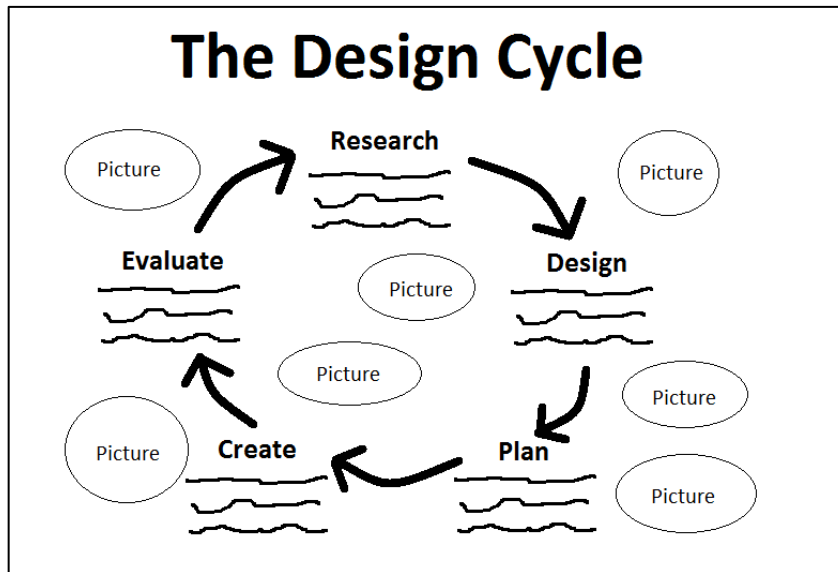 The Design Cycle
Research
Picture
Picture
Evaluate
Design
Picture
Picture
Picture
Create
Plan
Picture
Picture